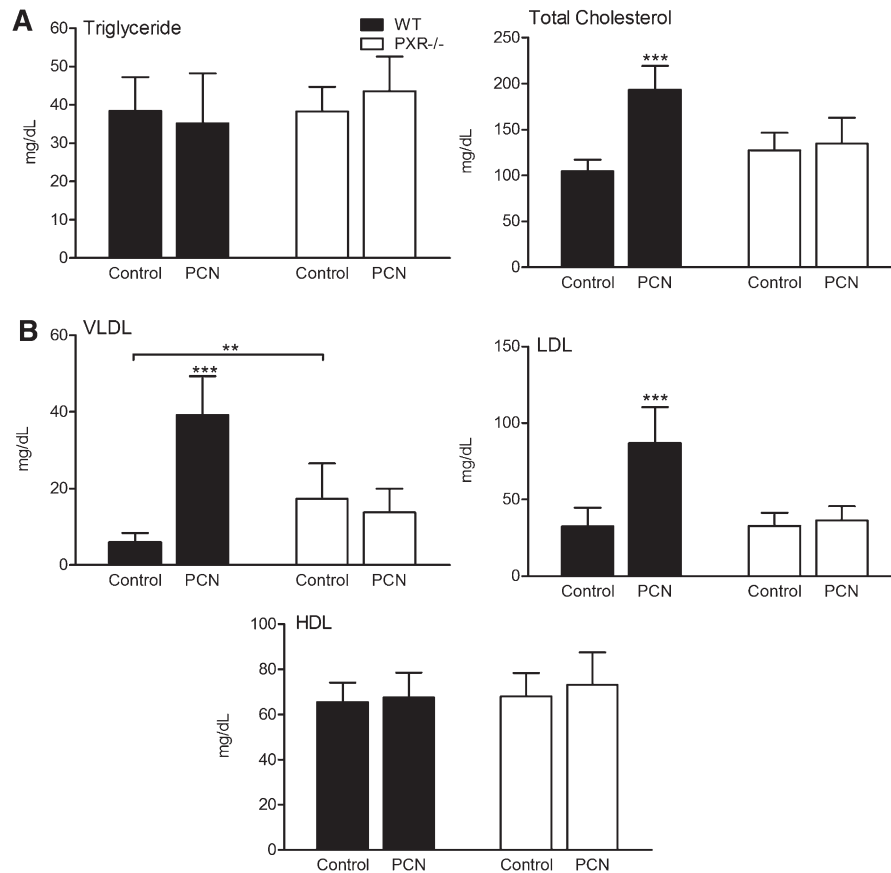 A
Triglyceride
WT
PXR-/-
mg/dL
60
50
40
30
20
10
0
Control PCN Control PCN
Total Cholesterol
mg/dL
250
200
150
100
50
0
***
Control PCN Control PCN
B
VLDL
mg/dL
60
40
20
0
**
***
Control PCN Control PCN
LDL
mg/dL
150
100
50
0
***
Control PCN Control PCN
HDL
mg/dL
100
80
60
40
20
0
Control PCN Control PCN